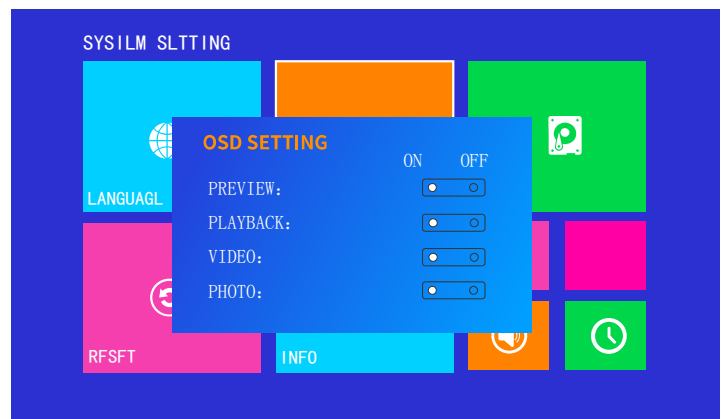 SYSILM SLTTING
OSD SETTING
ON OFF
PREVIEW:
PLAYBACK:
VIDEO:
PHOTO:
LANGUAGL
RFSFT
INFO